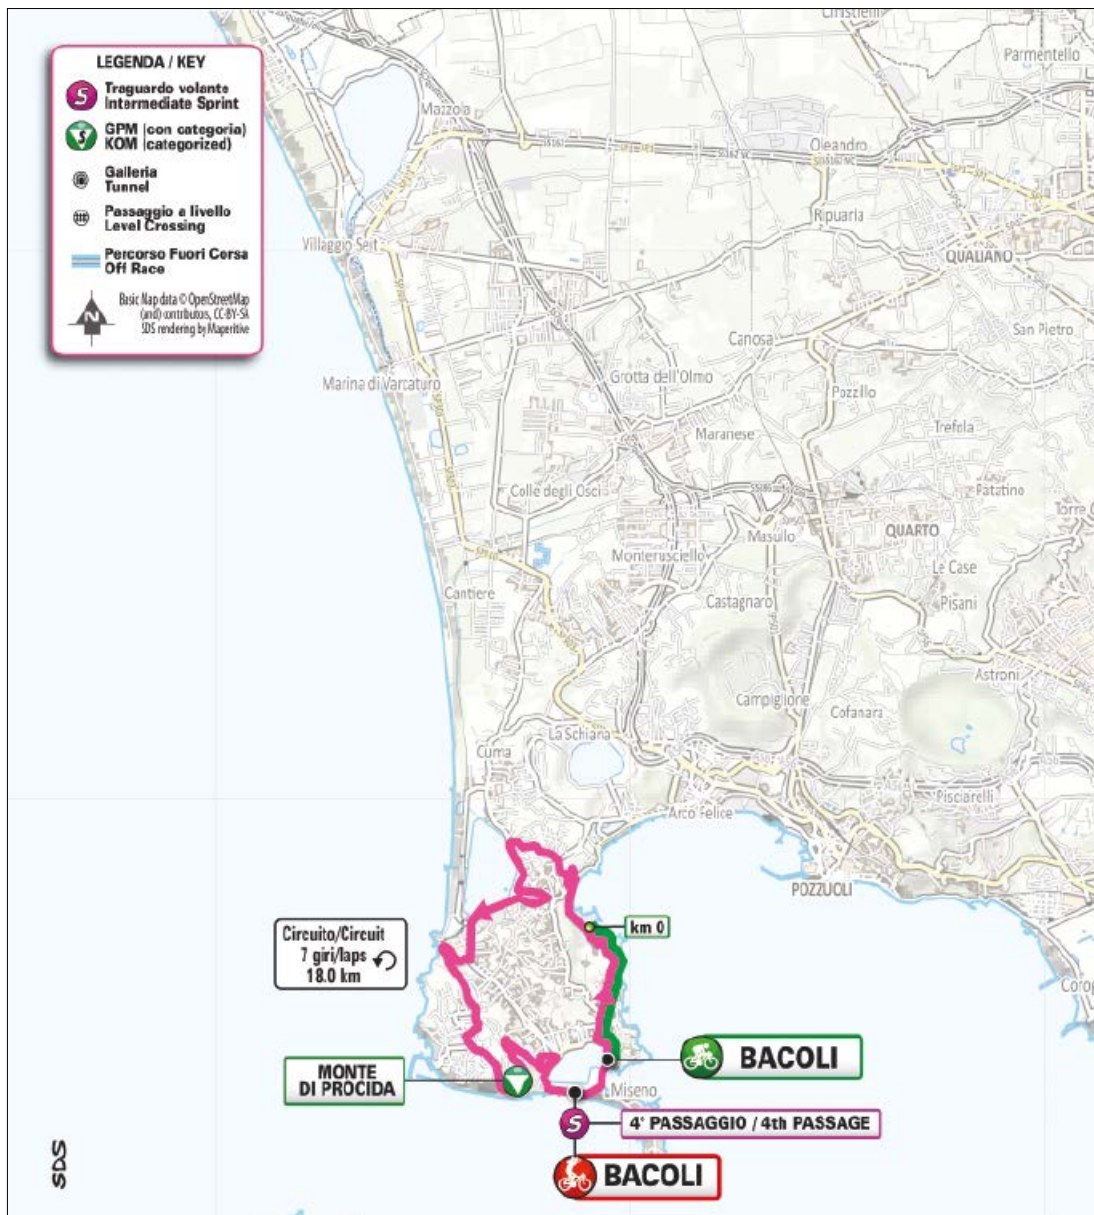 LEGENDA / KEY
Traguardo volante
Intermediate Sprint
GPM (con categoria)
KOM (categorized)
Galleria
Tunnel
Passaggio a livello
Level Crossing
Percorso Fuori Corsa
Off Race
N
Basic Map data © OpenStreetMap
(and) contributors, CC-BY-SA
SDS rendering by Maperitive
Parmentello
Mazzola
Oleandro
Ripuaria
Villaggio Seit
QUALIANO
San Pietro
Canosa
Marina di Varcaturo
Grotta dell'Olmo
Pozzillo
Trefola
Maranese
Colle degli Osci
Patatino
QUARTO
Masullo
Monterusciello
Le Case
Cantiere
Castagnaro
Pisani
Astroni
Campiglione
Cofanara
La Schiana
Cuma
Pisciarelli
Arco Felice
POZZUOLI
km 0
Circuito/Circuit
7 giri/laps
18.0 km
BACOLI
MONTE
DI PROCIDA
Miseno
S
4° PASSAGGIO / 4th PASSAGE
BACOLI
SDS